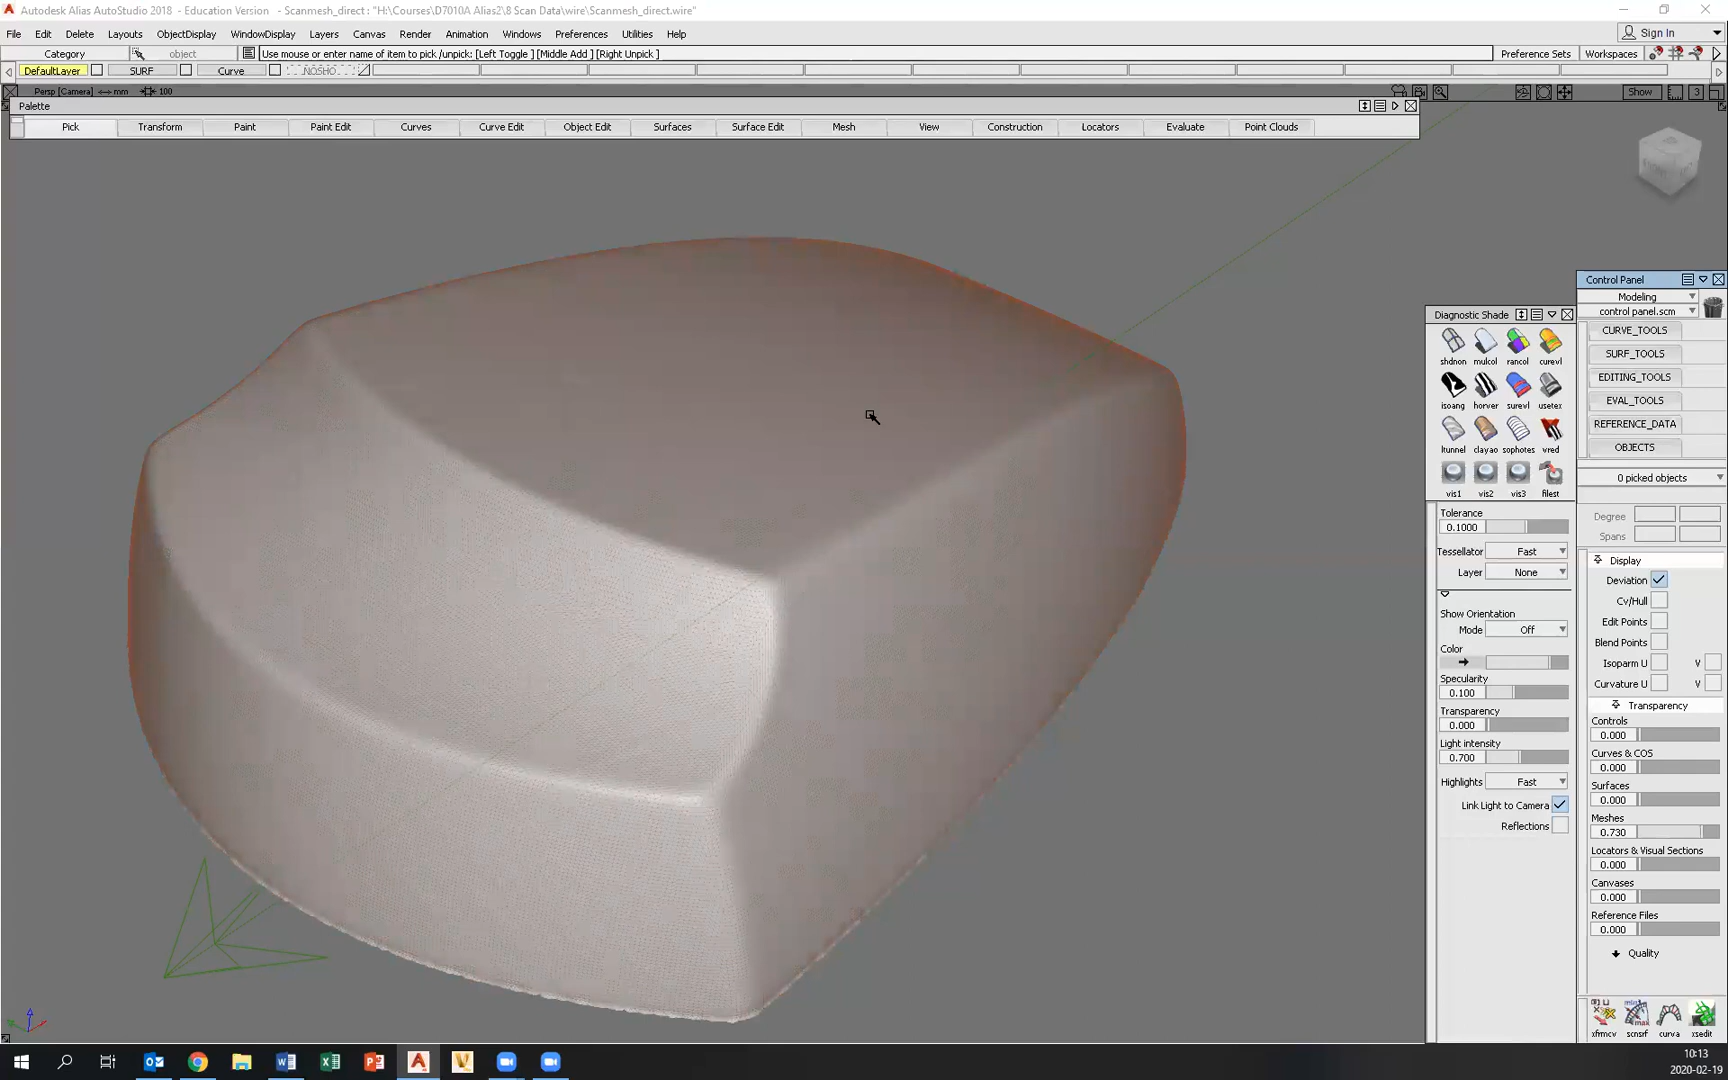 Autodesk Alias AutoStudio 2018 - Education Version - Scanmesh_direct : "H:\Courses\D7010A Alias2\8 Scan Data\wire\Scanmesh_direct.wire"
File Edit Delete Layouts ObjectDisplay WindowDisplay Layers Canvas Render Animation Windows Preferences Utilities Help Sign In
Category object Use mouse or enter name of item to pick /unpick: [Left Toggle ] [Middle Add ] [Right Unpick ] Preference Sets Workspaces
DefaultLayer SURF Curve NOSHO
Persp [Camera] mm 100 Show 3
Palette
Pick Transform Paint Paint Edit Curves Curve Edit Object Edit Surfaces Surface Edit Mesh View Construction Locators Evaluate Point Clouds
Control Panel
Modeling
control panel.scm
CURVE_TOOLS
SURF_TOOLS
EDITING_TOOLS
EVAL_TOOLS
REFERENCE_DATA
OBJECTS
0 picked objects
Degree
Spans
Display
Deviation
Cv/Hull
Edit Points
Blend Points
Isoparm U V
Curvature U V
Transparency
Controls
0.000
Curves & COS
0.000
Surfaces
0.000
Meshes
0.730
Locators & Visual Sections
0.000
Canvases
0.000
Reference Files
0.000
Quality
xfrmcv scnsrf curva xsedit
Diagnostic Shade
shdnon mulcol rancol curevl
isoang horver surevl usetex
ltunnel clayao sophotes vred
vis1 vis2 vis3 filest
Tolerance
0.1000
Tessellator Fast
Layer None
Show Orientation
Mode Off
Color
Specularity
0.100
Transparency
0.000
Light intensity
0.700
Highlights Fast
Link Light to Camera
Reflections
10:13
2020-02-19